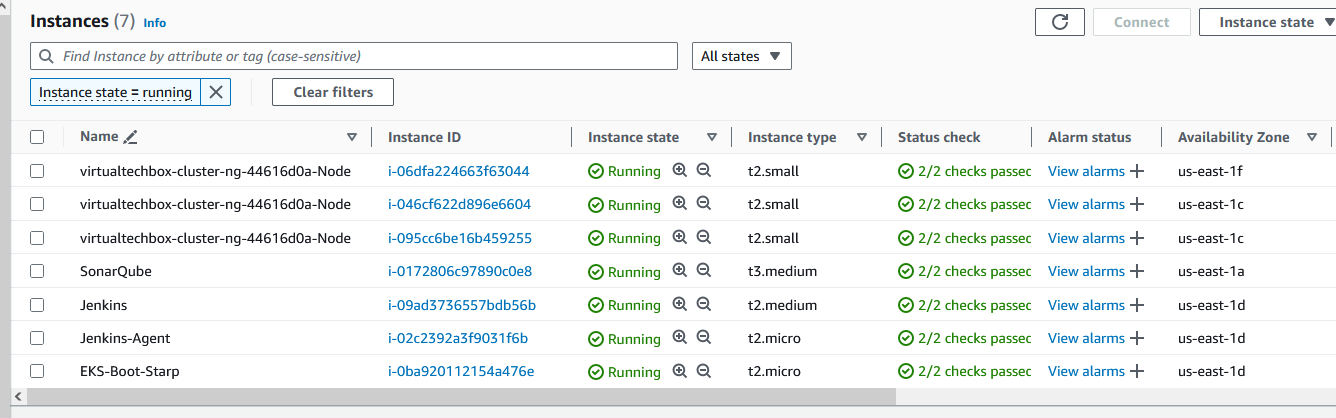 Instances (7) Info
Connect
Instance state
Find Instance by attribute or tag (case-sensitive)
All states
Instance state = running
Clear filters
Name Instance ID Instance state Instance type Status check Alarm status Availability Zone
virtualtechbox-cluster-ng-44616d0a-Node i-06dfa224663f63044 Running t2.small 2/2 checks passec View alarms us-east-1f
virtualtechbox-cluster-ng-44616d0a-Node i-046cf622d896e6604 Running t2.small 2/2 checks passec View alarms us-east-1c
virtualtechbox-cluster-ng-44616d0a-Node i-095cc6be16b459255 Running t2.small 2/2 checks passec View alarms us-east-1c
SonarQube i-0172806c97890c0e8 Running t3.medium 2/2 checks passec View alarms us-east-1a
Jenkins i-09ad3736557bdb56b Running t2.medium 2/2 checks passec View alarms us-east-1d
Jenkins-Agent i-02c2392a3f9031f6b Running t2.micro 2/2 checks passec View alarms us-east-1d
EKS-Boot-Starp i-0ba920112154a476e Running t2.micro 2/2 checks passec View alarms us-east-1d